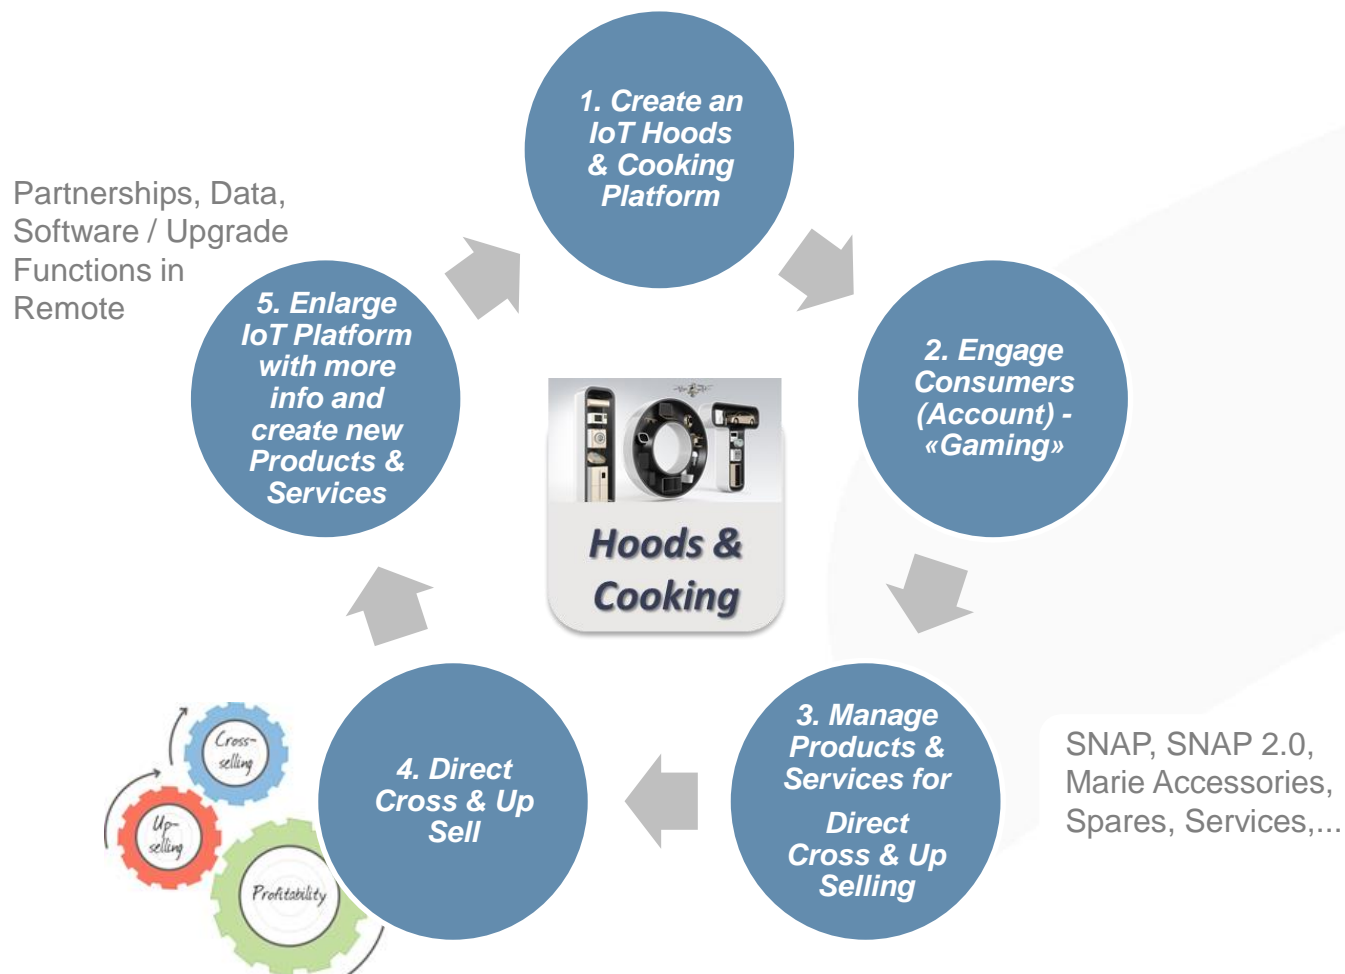 1. Create an
IoT Hoods
& Cooking
Platform
Partnerships, Data,
Software / Upgrade
Functions in
Remote
5. Enlarge
IoT Platform
with more
info and
create new
Products &
Services
2. Engage
Consumers
(Account) -
«Gaming»
IOT
Hoods &
Cooking
3. Manage
Products &
Services for
Direct
Cross & Up
Selling
SNAP, SNAP 2.0,
Marie Accessories,
Spares, Services,...
4. Direct
Cross & Up
Sell
Cross-
selling
Up-
selling
Profitability